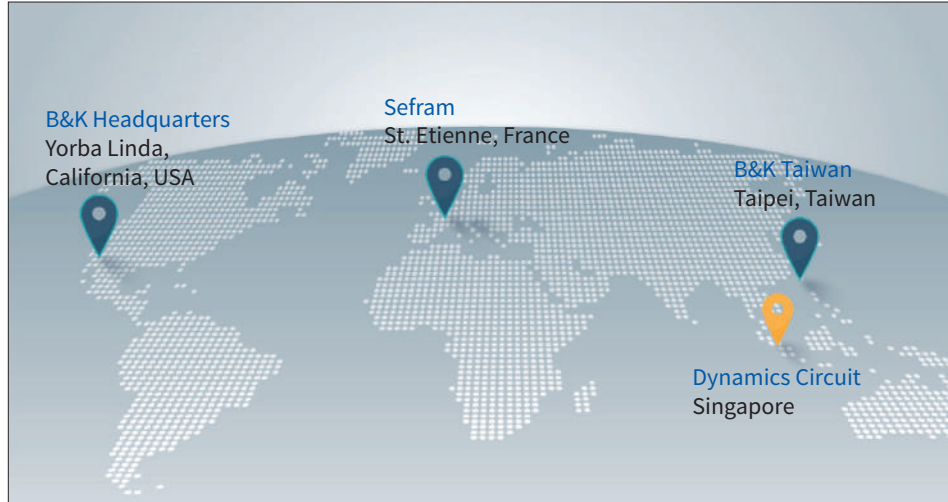 B&K Headquarters
Yorba Linda,
California, USA
Sefram
St. Etienne, France
B&K Taiwan
Taipei, Taiwan
Dynamics Circuit
Singapore